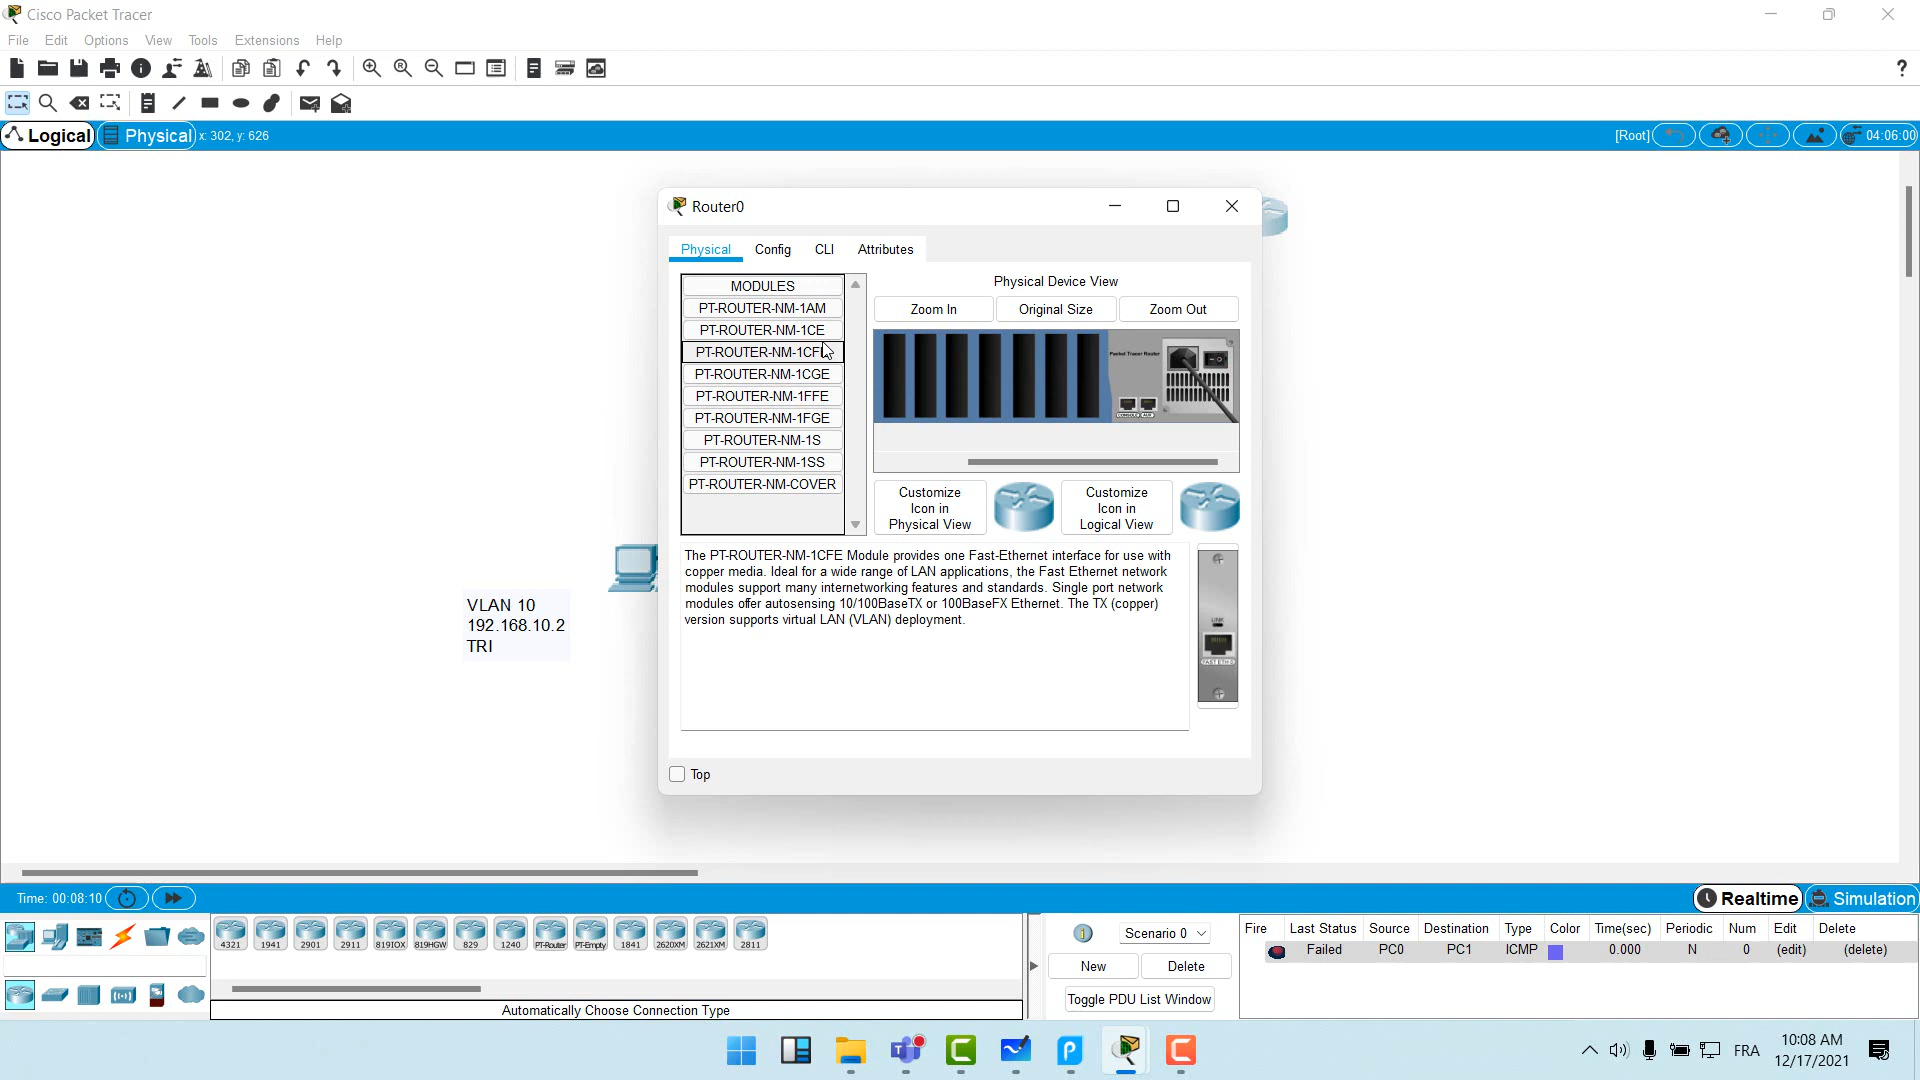 Cisco Packet Tracer
File Edit Options View Tools Extensions Help
?
Logical Physical x: 302, y: 626 [Root] 04:06:00
Router0
Physical Config CLI Attributes
MODULES
PT-ROUTER-NM-1AM
PT-ROUTER-NM-1CE
PT-ROUTER-NM-1CFE
PT-ROUTER-NM-1CGE
PT-ROUTER-NM-1FFE
PT-ROUTER-NM-1FGE
PT-ROUTER-NM-1S
PT-ROUTER-NM-1SS
PT-ROUTER-NM-COVER
Physical Device View
Zoom In Original Size Zoom Out
Packet Tracer Router
CONSOLE AUX
Customize
Icon in
Physical View
Customize
Icon in
Logical View
The PT-ROUTER-NM-1CFE Module provides one Fast-Ethernet interface for use with
copper media. Ideal for a wide range of LAN applications, the Fast Ethernet network
modules support many internetworking features and standards. Single port network
modules offer autosensing 10/100BaseTX or 100BaseFX Ethernet. The TX (copper)
version supports virtual LAN (VLAN) deployment.
LINK
FAST ETH 0
Top
VLAN 10
192.168.10.2
TRI
Time: 00:08:10 Realtime Simulation
4321 1941 2901 2911 819IOX 819HGW 829 1240 PT-Router PT-Empty 1841 2620XM 2621XM 2811
Automatically Choose Connection Type
Scenario 0
New Delete
Toggle PDU List Window
Fire Last Status Source Destination Type Color Time(sec) Periodic Num Edit Delete
Failed PC0 PC1 ICMP 0.000 N 0 (edit) (delete)
FRA
10:08 AM
12/17/2021